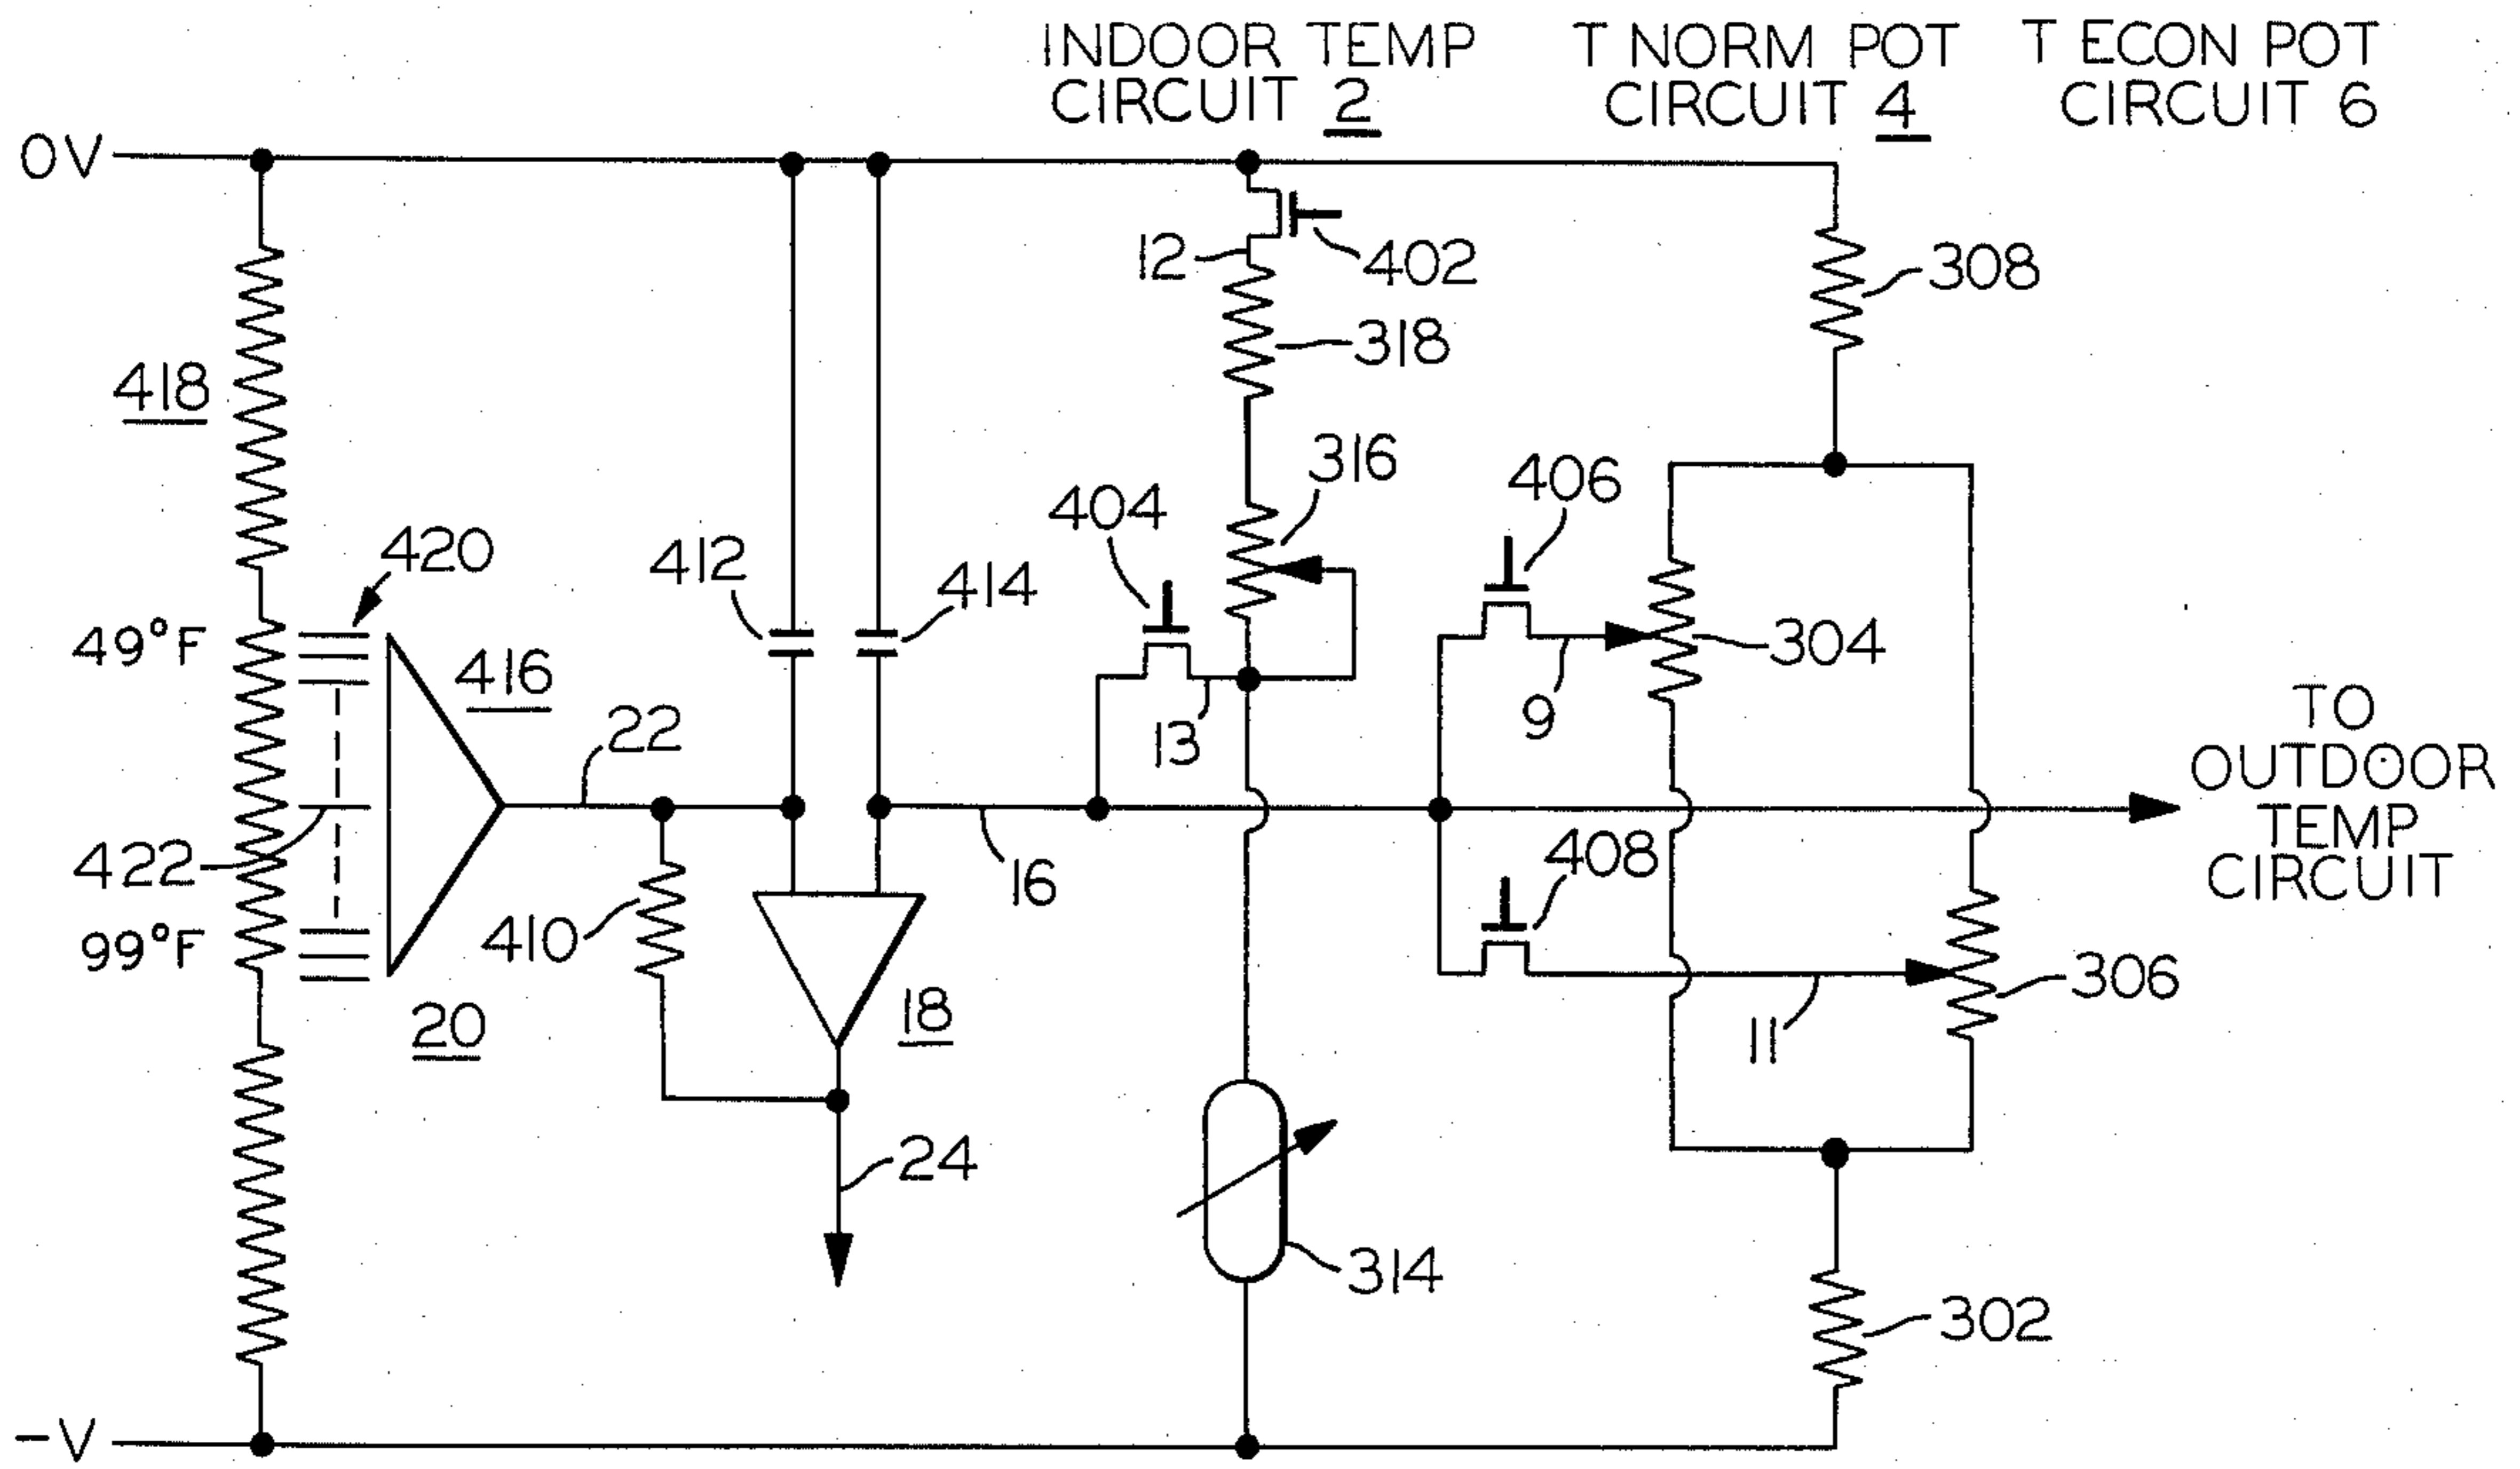 INDOOR TEMP
CIRCUIT 2
T NORM POT
CIRCUIT 4
T ECON POT
CIRCUIT 6
0V
12
402
308
318
418
316
406
404
420
412
414
49°F
416
304
9
22
13
TO
OUTDOOR
TEMP
CIRCUIT
422
16
408
410
99°F
306
20
18
11
24
314
302
-V